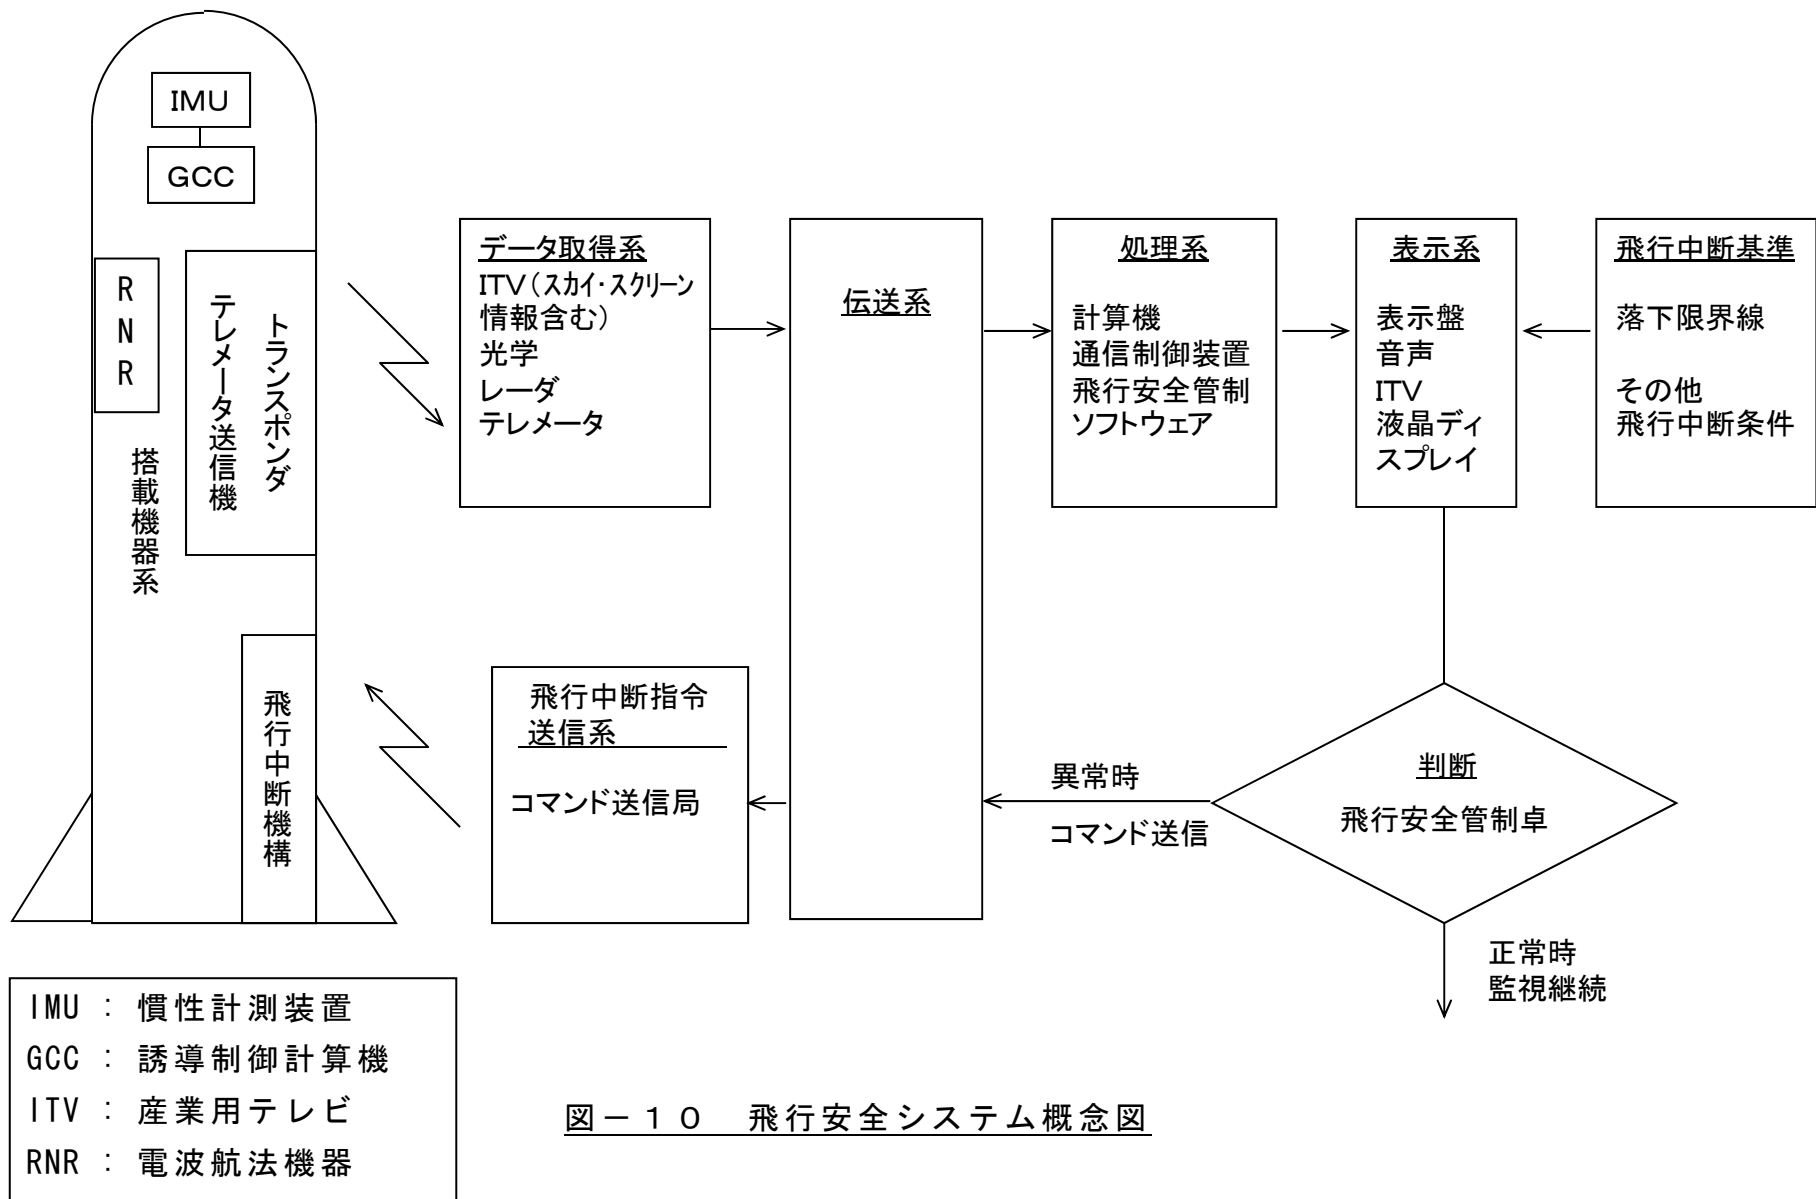 IMU
GCC
RNR
テレメータ送信機
トランスポンダ
搭載機器系
飛行中断機構
データ取得系
ITV(スカイ・スクリーン
情報含む)
光学
レーダ
テレメータ
伝送系
処理系
計算機
通信制御装置
飛行安全管制
ソフトウェア
表示系
表示盤
音声
ITV
液晶ディ
スプレイ
飛行中断基準
落下限界線
その他
飛行中断条件
飛行中断指令
送信系
コマンド送信局
異常時
コマンド送信
判断
飛行安全管制卓
正常時
監視継続
IMU : 慣性計測装置
GCC : 誘導制御計算機
ITV : 産業用テレビ
RNR : 電波航法機器
図-10 飛行安全システム概念図